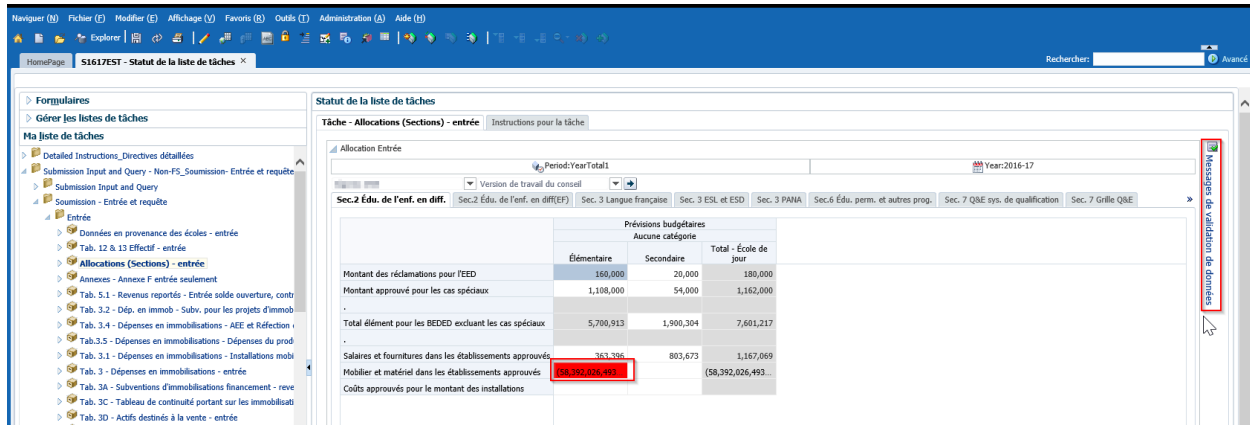 Naviguer (N) Fichier (F) Modifier (E) Affichage (V) Favoris (R) Outils (T) Administration (A) Aide (H)
Explorer
HomePage S1617EST - Statut de la liste de tâches × Rechercher: Avancé
Formulaires
Gérer les listes de tâches
Ma liste de tâches
Detailed Instructions_Directives détaillées
Submission Input and Query - Non-FS_Soumission- Entrée et requête
Submission Input and Query
Soumission - Entrée et requête
Entrée
Données en provenance des écoles - entrée
Tab. 12 & 13 Effectif - entrée
Allocations (Sections) - entrée
Annexes - Annexe F entrée seulement
Tab. 5.1 - Revenus reportés - Entrée solde ouverture, contr
Tab. 3.2 - Dép. en immob - Subv. pour les projets d'immob
Tab. 3.4 - Dépenses en immobilisations - AEE et Réfection
Tab.3.5 - Dépenses en immobilisations - Dépenses du prod
Tab. 3.1 - Dépenses en immobilisations - Installations mobi
Tab. 3 - Dépenses en immobilisations - entrée
Tab. 3A - Subventions d'immobilisations financement - reve
Tab. 3C - Tableau de continuité portant sur les immobilisati
Tab. 3D - Actifs destinés à la vente - entrée
Statut de la liste de tâches
Tâche - Allocations (Sections) - entrée Instructions pour la tâche
Allocation Entrée
Period:YearTotal1 Year:2016-17
Version de travail du conseil
Sec.2 Édu. de l'enf. en diff. Sec.2 Édu. de l'enf. en diff(EF) Sec. 3 Langue française Sec. 3 ESL et ESD Sec. 3 PANA Sec.6 Édu. perm. et autres prog. Sec. 7 Q&E sys. de qualification Sec. 7 Grille Q&E »
Prévisions budgétaires
Aucune catégorie
Élémentaire Secondaire Total - École de jour
Montant des réclamations pour l'EED 160,000 20,000 180,000
Montant approuvé pour les cas spéciaux 1,108,000 54,000 1,162,000
.
Total élément pour les BEDED excluant les cas spéciaux 5,700,913 1,900,304 7,601,217
.
Salaires et fournitures dans les établissements approuvés 363,396 803,673 1,167,069
Mobilier et matériel dans les établissements approuvés (58,392,026,493... (58,392,026,493...
Coûts approuvés pour le montant des installations
Messages de validation de données